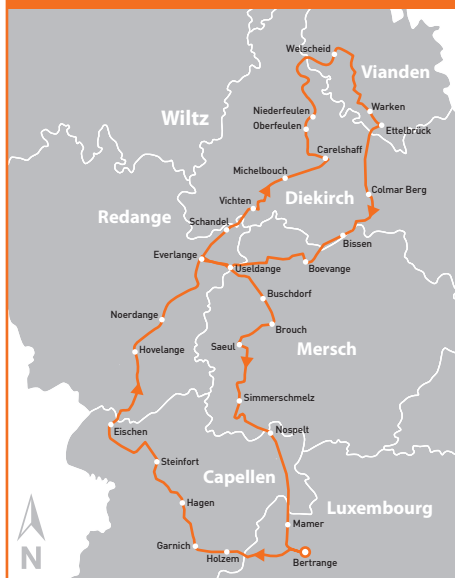 Welscheid
Vianden
Wiltz
Niederfeulen
Warken
Oberfeulen
Ettelbrück
Carelshaff
Michelbouch
Colmar Berg
Vichten
Diekirch
Redange
Schandel
Bissen
Everlange
Useldange
Boevange
Buschdorf
Noerdange
Brouch
Saeul
Mersch
Hovelange
Simmerschmelz
Eischen
Nospelt
Steinfort
Capellen
Hagen
Luxembourg
Mamer
Garnich
Holzem
Bertrange
N